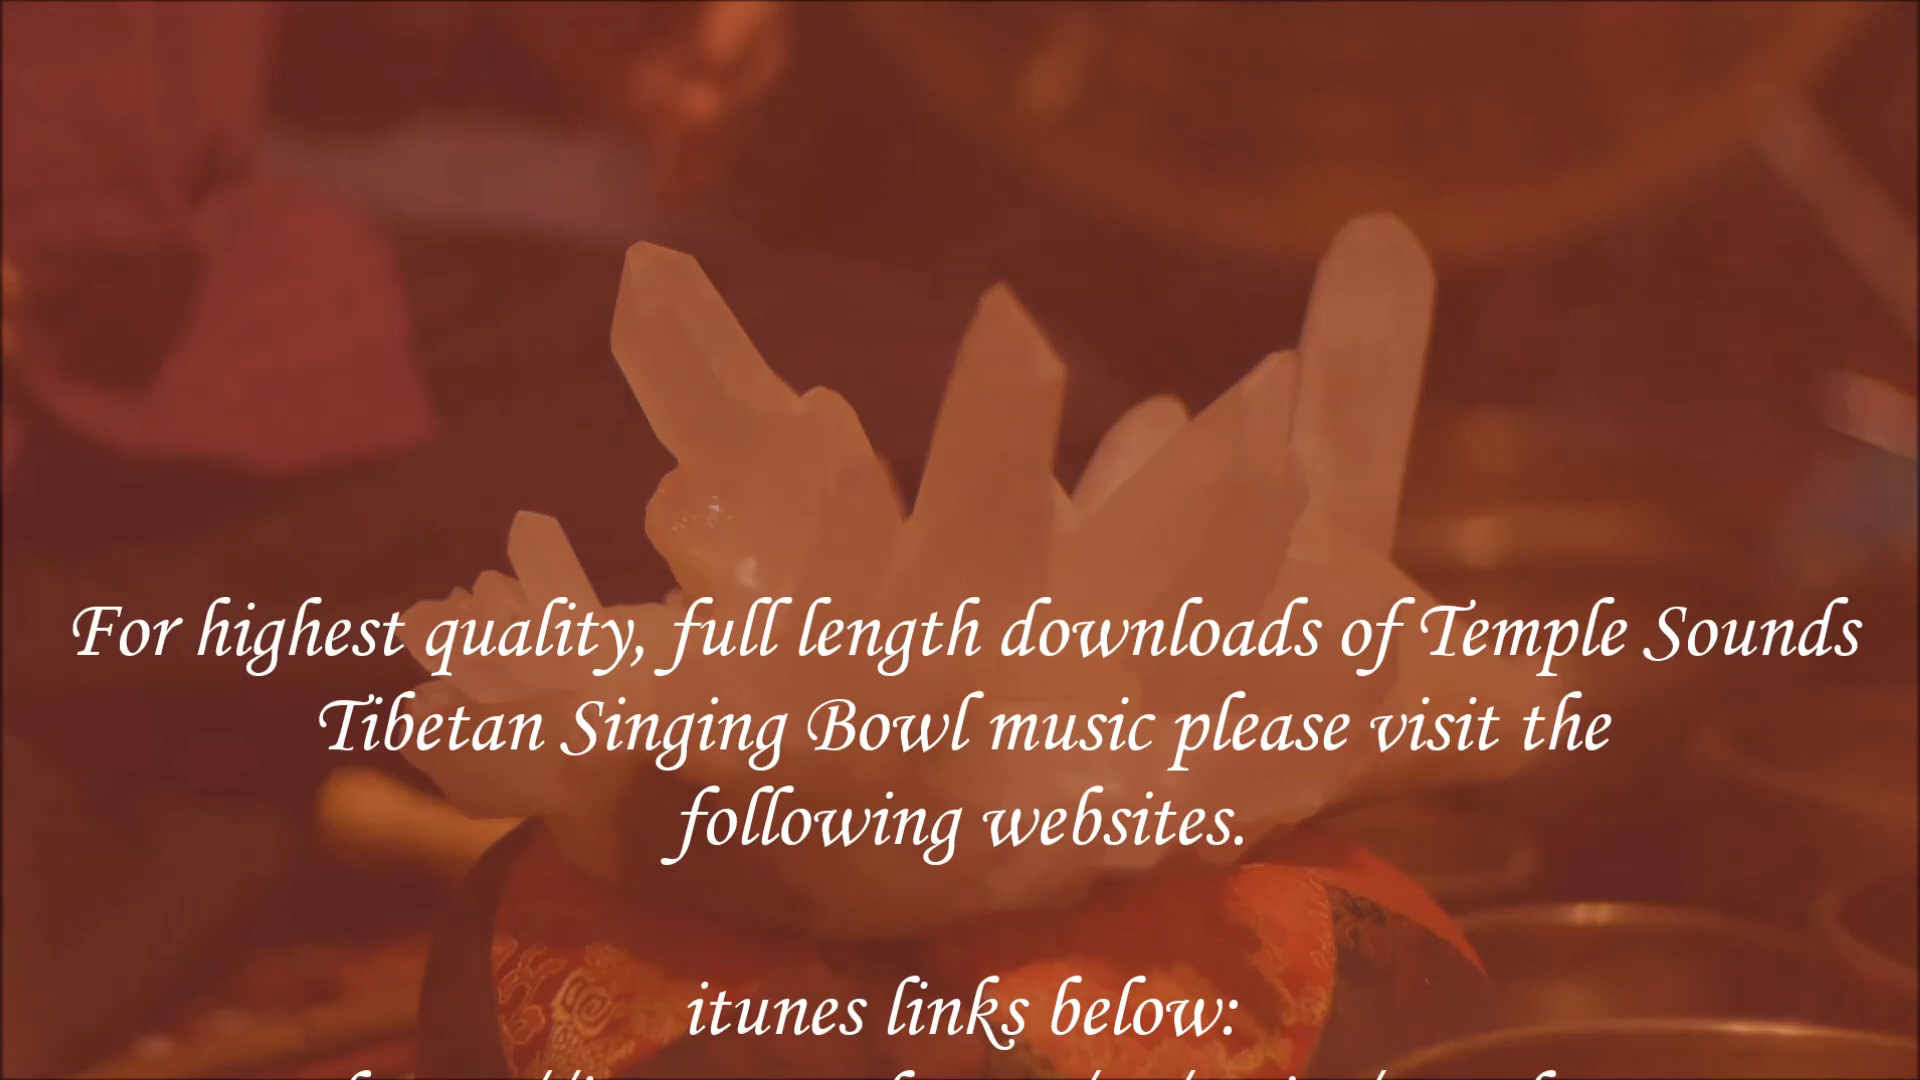 For highest quality, full length downloads of Temple Sounds
Tibetan Singing Bowl music please visit the
following websites.
itunes links below: